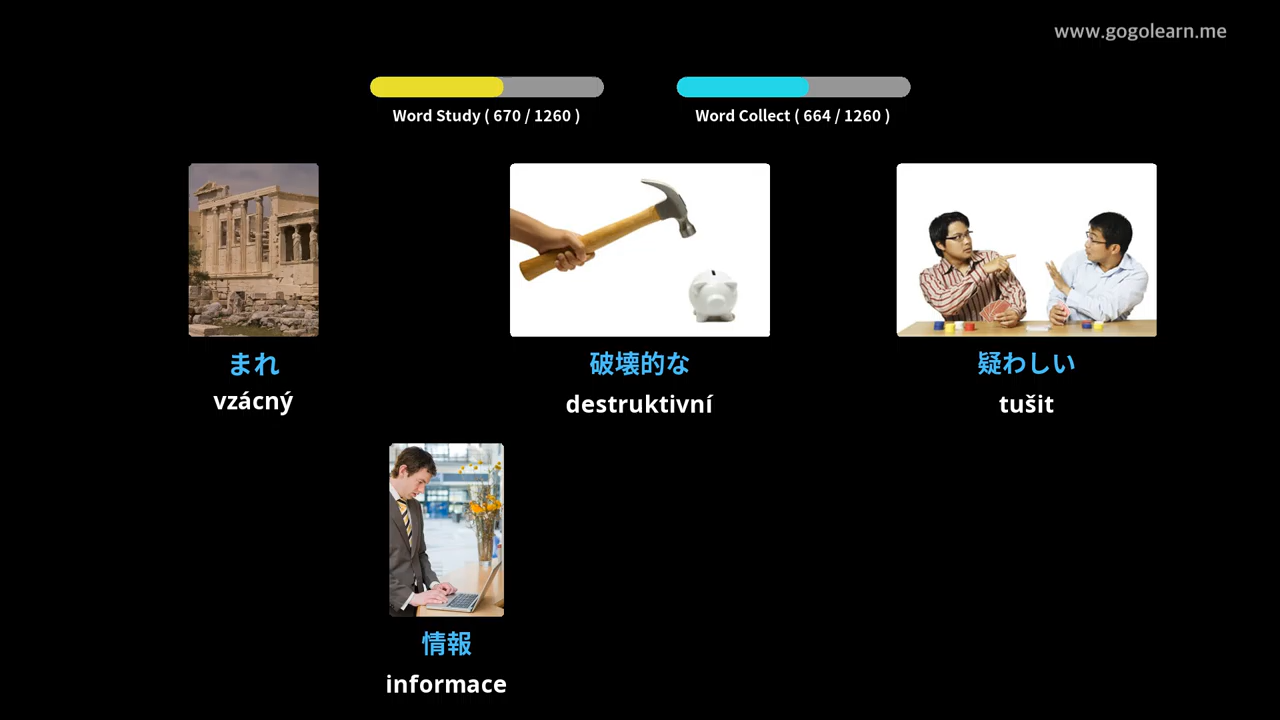 www.gogolearn.me
Word Study ( 670 / 1260 )
Word Collect ( 664 / 1260 )
まれ
vzácný
破壊的な
destruktivní
疑わしい
tušit
情報
informace